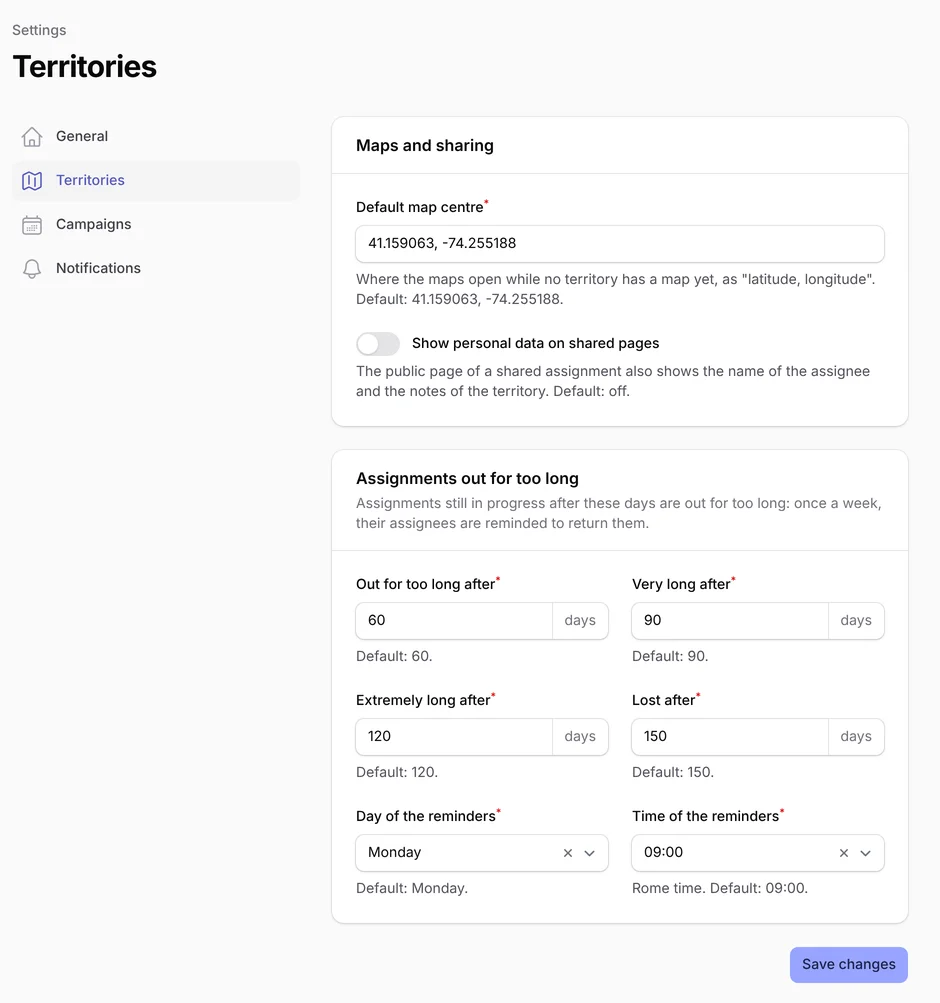 Settings
Territories
General
Territories
Campaigns
Notifications
Maps and sharing
Default map centre*
41.159063, -74.255188
Where the maps open while no territory has a map yet, as "latitude, longitude".
Default: 41.159063, -74.255188.
Show personal data on shared pages
The public page of a shared assignment also shows the name of the assignee
and the notes of the territory. Default: off.
Assignments out for too long
Assignments still in progress after these days are out for too long: once a week,
their assignees are reminded to return them.
Out for too long after*
60 days
Default: 60.
Very long after*
90 days
Default: 90.
Extremely long after*
120 days
Default: 120.
Lost after*
150 days
Default: 150.
Day of the reminders*
Monday
Default: Monday.
Time of the reminders*
09:00
Rome time. Default: 09:00.
Save changes